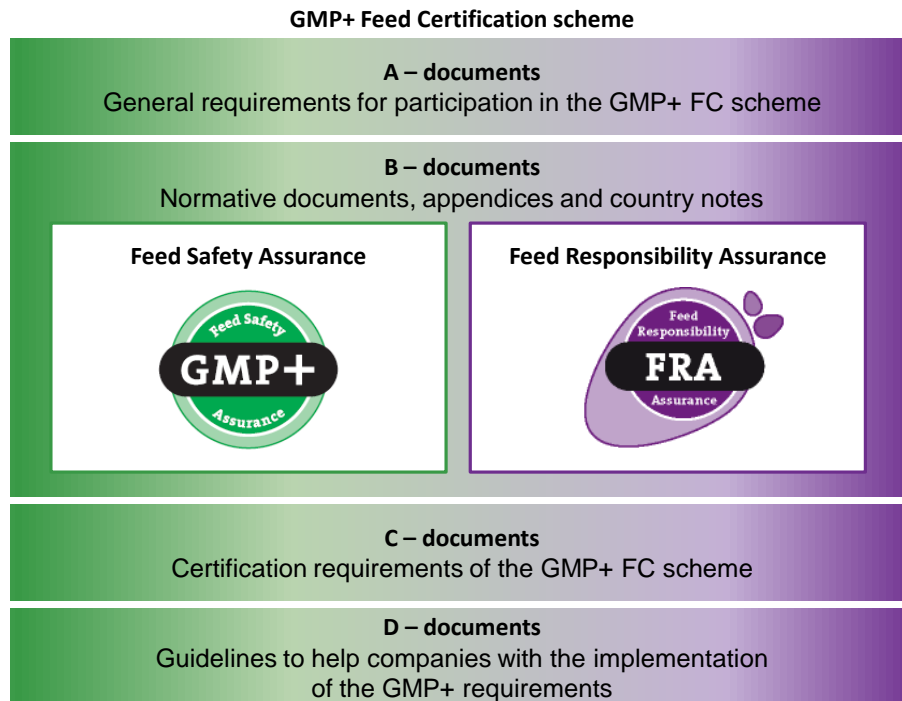 GMP+ Feed Certification scheme
A – documents
General requirements for participation in the GMP+ FC scheme
B – documents
Normative documents, appendices and country notes
Feed Safety Assurance
Feed Safety
GMP+
Assurance
Feed Responsibility Assurance
Feed
Responsibility
FRA
Assurance
C – documents
Certification requirements of the GMP+ FC scheme
D – documents
Guidelines to help companies with the implementation
of the GMP+ requirements